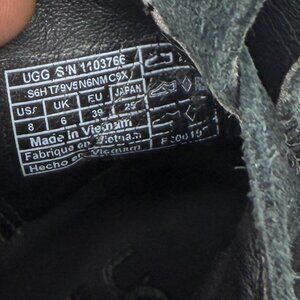 UGG S/N 1103766
S6HT79V5N6NMC9X
US♀ UK EU JAPAN
8 6 39 25
Made in Vietnam
Fabriqué en Vietnam
Hecho en Vietnam